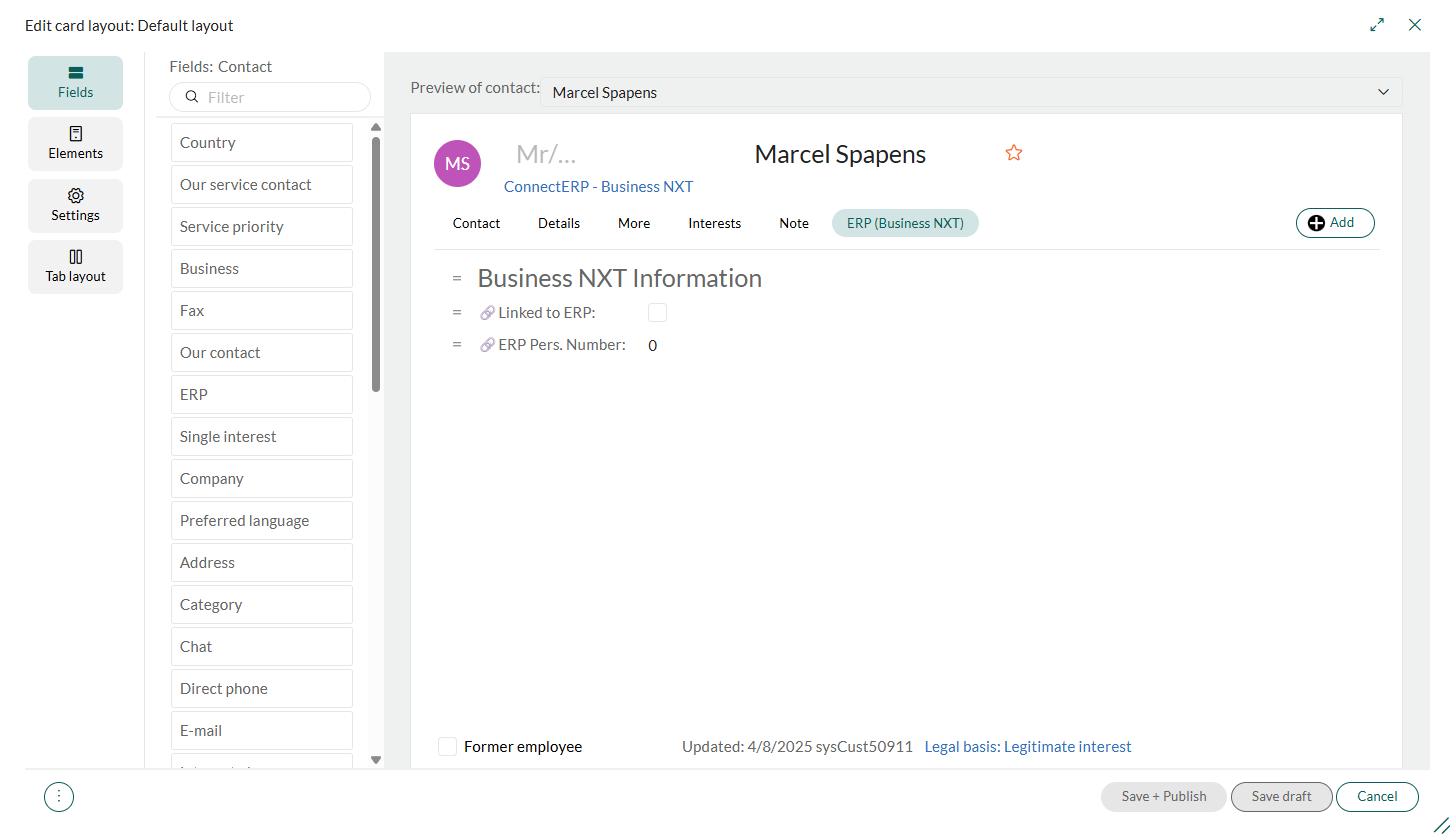 Edit card layout: Default layout
Fields
Elements
Settings
Tab layout
Fields: Contact
Filter
Country
Our service contact
Service priority
Business
Fax
Our contact
ERP
Single interest
Company
Preferred language
Address
Category
Chat
Direct phone
E-mail
Preview of contact:
Marcel Spapens
MS
Mr/...
Marcel Spapens
ConnectERP - Business NXT
Contact
Details
More
Interests
Note
ERP (Business NXT)
Add
Business NXT Information
Linked to ERP:
ERP Pers. Number: 0
Former employee
Updated: 4/8/2025 sysCust50911
Legal basis: Legitimate interest
Save + Publish
Save draft
Cancel